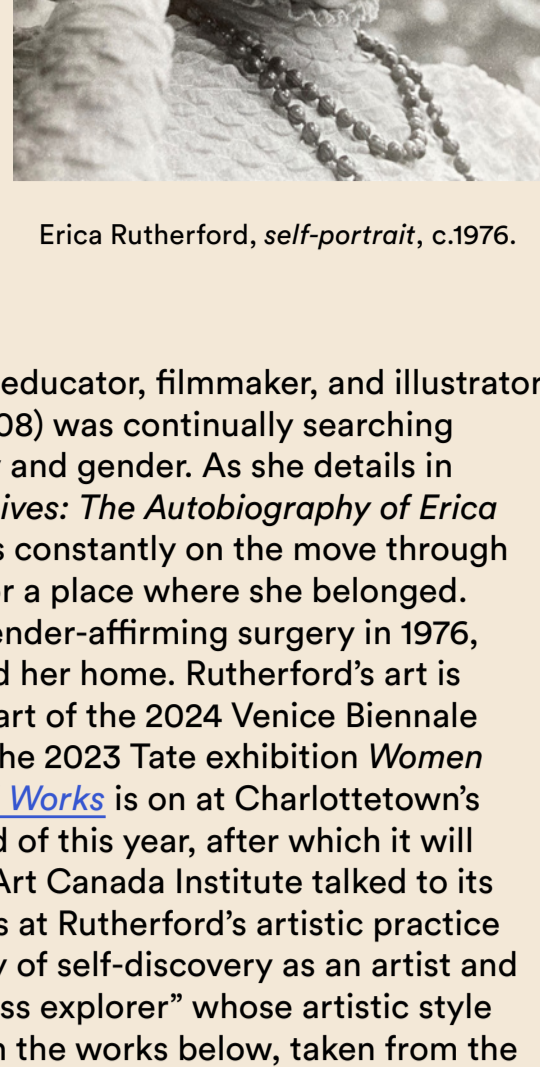 Erica Rutherford, self-portrait, c.1976.
educator, filmmaker, and illustrator
08) was continually searching
and gender. As she details in
ives: The Autobiography of Erica
s constantly on the move through
or a place where she belonged.
ender-affirming surgery in 1976,
d her home. Rutherford’s art is
art of the 2024 Venice Biennale
he 2023 Tate exhibition Women
Works is on at Charlottetown’s
d of this year, after which it will
Art Canada Institute talked to its
s at Rutherford’s artistic practice
y of self-discovery as an artist and
ss explorer” whose artistic style
n the works below, taken from the